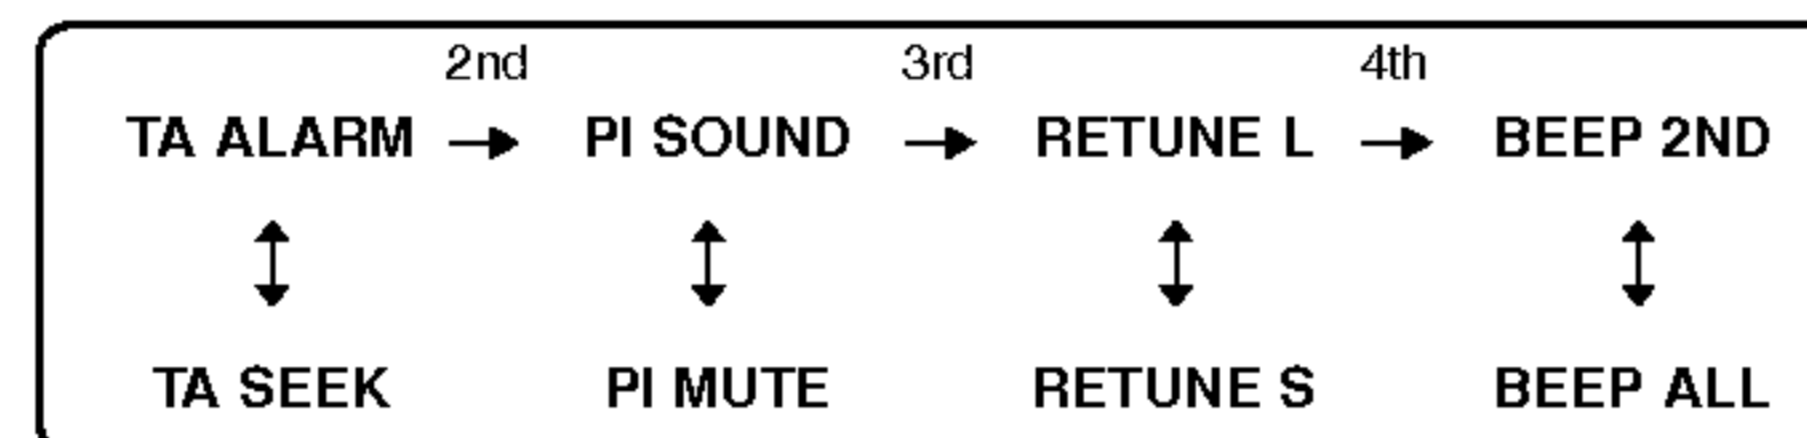 2nd 3rd 4th
TA ALARM PI SOUND RETUNE L BEEP 2ND
TA SEEK PI MUTE RETUNE S BEEP ALL